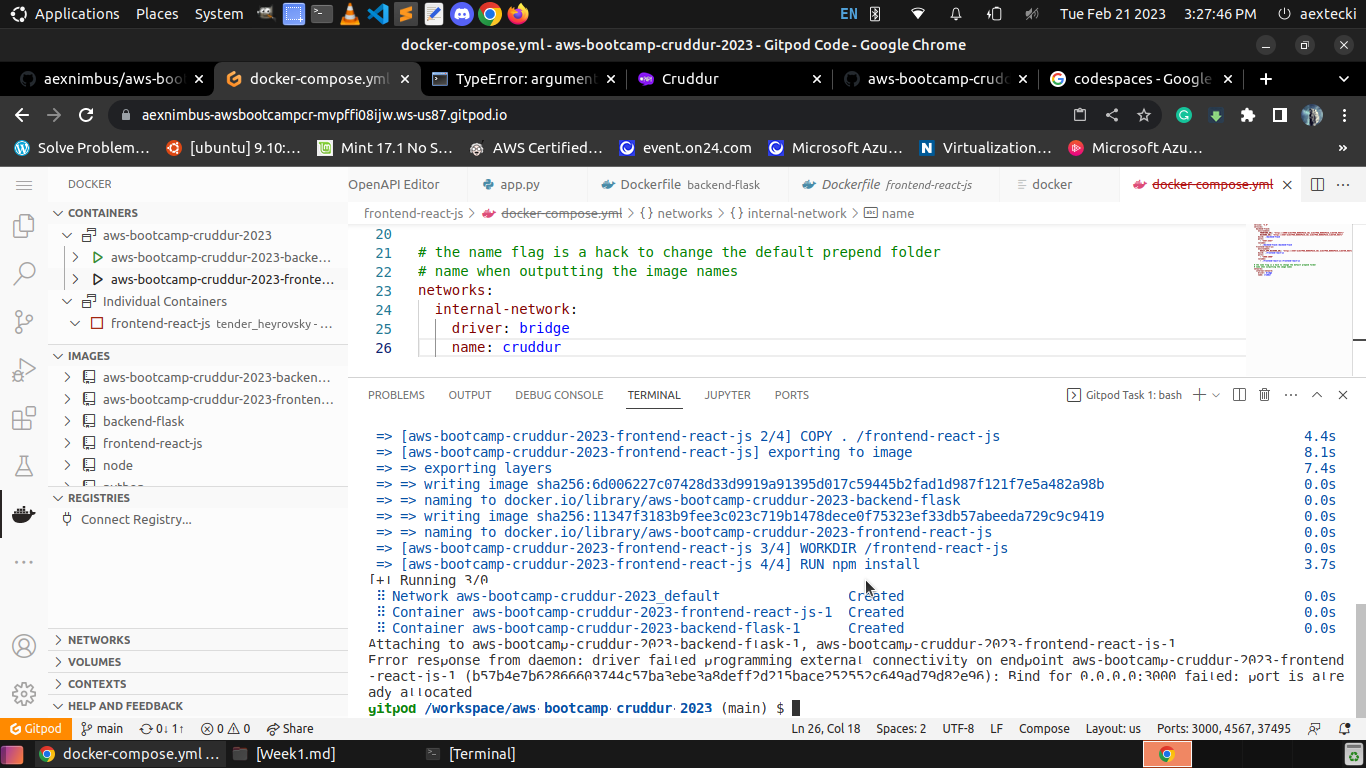 Applications Places System EN Tue Feb 21 2023 3:27:46 PM aextecki
docker-compose.yml - aws-bootcamp-cruddur-2023 - Gitpod Code - Google Chrome
aexnimbus/aws-boo docker-compose.yml TypeError: argument Cruddur aws-bootcamp-crudd codespaces - Google
aexnimbus-awsbootcampcr-mvpffi08ijw.ws-us87.gitpod.io
Solve Problem… [ubuntu] 9.10:… Mint 17.1 No S… AWS Certified… event.on24.com Microsoft Azu… Virtualization… Microsoft Azu… »
DOCKER
OpenAPI Editor app.py Dockerfile backend-flask Dockerfile frontend-react-js docker docker-compose.yml
frontend-react-js > docker-compose.yml > {} networks > {} internal-network > name
CONTAINERS
aws-bootcamp-cruddur-2023
aws-bootcamp-cruddur-2023-backe…
aws-bootcamp-cruddur-2023-fronte…
Individual Containers
frontend-react-js tender_heyrovsky - …
IMAGES
aws-bootcamp-cruddur-2023-backen…
aws-bootcamp-cruddur-2023-fronten…
backend-flask
frontend-react-js
node
REGISTRIES
Connect Registry...
NETWORKS
VOLUMES
CONTEXTS
HELP AND FEEDBACK
20
21 # the name flag is a hack to change the default prepend folder
22 # name when outputting the image names
23 networks:
24 internal-network:
25 driver: bridge
26 name: cruddur
PROBLEMS OUTPUT DEBUG CONSOLE TERMINAL JUPYTER PORTS Gitpod Task 1: bash
=> [aws-bootcamp-cruddur-2023-frontend-react-js 2/4] COPY . /frontend-react-js 4.4s
=> [aws-bootcamp-cruddur-2023-frontend-react-js] exporting to image 8.1s
=> => exporting layers 7.4s
=> => writing image sha256:6d006227c07428d33d9919a91395d017c59445b2fad1d987f121f7e5a482a98b 0.0s
=> => naming to docker.io/library/aws-bootcamp-cruddur-2023-backend-flask 0.0s
=> => writing image sha256:11347f3183b9fee3c023c719b1478dece0f75323ef33db57abeeda729c9c9419 0.0s
=> => naming to docker.io/library/aws-bootcamp-cruddur-2023-frontend-react-js 0.0s
=> [aws-bootcamp-cruddur-2023-frontend-react-js 3/4] WORKDIR /frontend-react-js 0.0s
=> [aws-bootcamp-cruddur-2023-frontend-react-js 4/4] RUN npm install 3.7s
[+] Running 3/0
⠿ Network aws-bootcamp-cruddur-2023_default Created 0.0s
⠿ Container aws-bootcamp-cruddur-2023-frontend-react-js-1 Created 0.0s
⠿ Container aws-bootcamp-cruddur-2023-backend-flask-1 Created 0.0s
Attaching to aws-bootcamp-cruddur-2023-backend-flask-1, aws-bootcamp-cruddur-2023-frontend-react-js-1
Error response from daemon: driver failed programming external connectivity on endpoint aws-bootcamp-cruddur-2023-frontend
-react-js-1 (b57b4e7b62866603744c57ba3ebe3a8deff2d215bace252552c649ad79d82e96): Bind for 0.0.0.0:3000 failed: port is alre
ady allocated
gitpod /workspace/aws-bootcamp-cruddur-2023 (main) $
Gitpod main 0↓ 1↑ 0 0 Share Ln 26, Col 18 Spaces: 2 UTF-8 LF Compose Layout: us Ports: 3000, 4567, 37495
docker-compose.yml … [Week1.md] [Terminal]